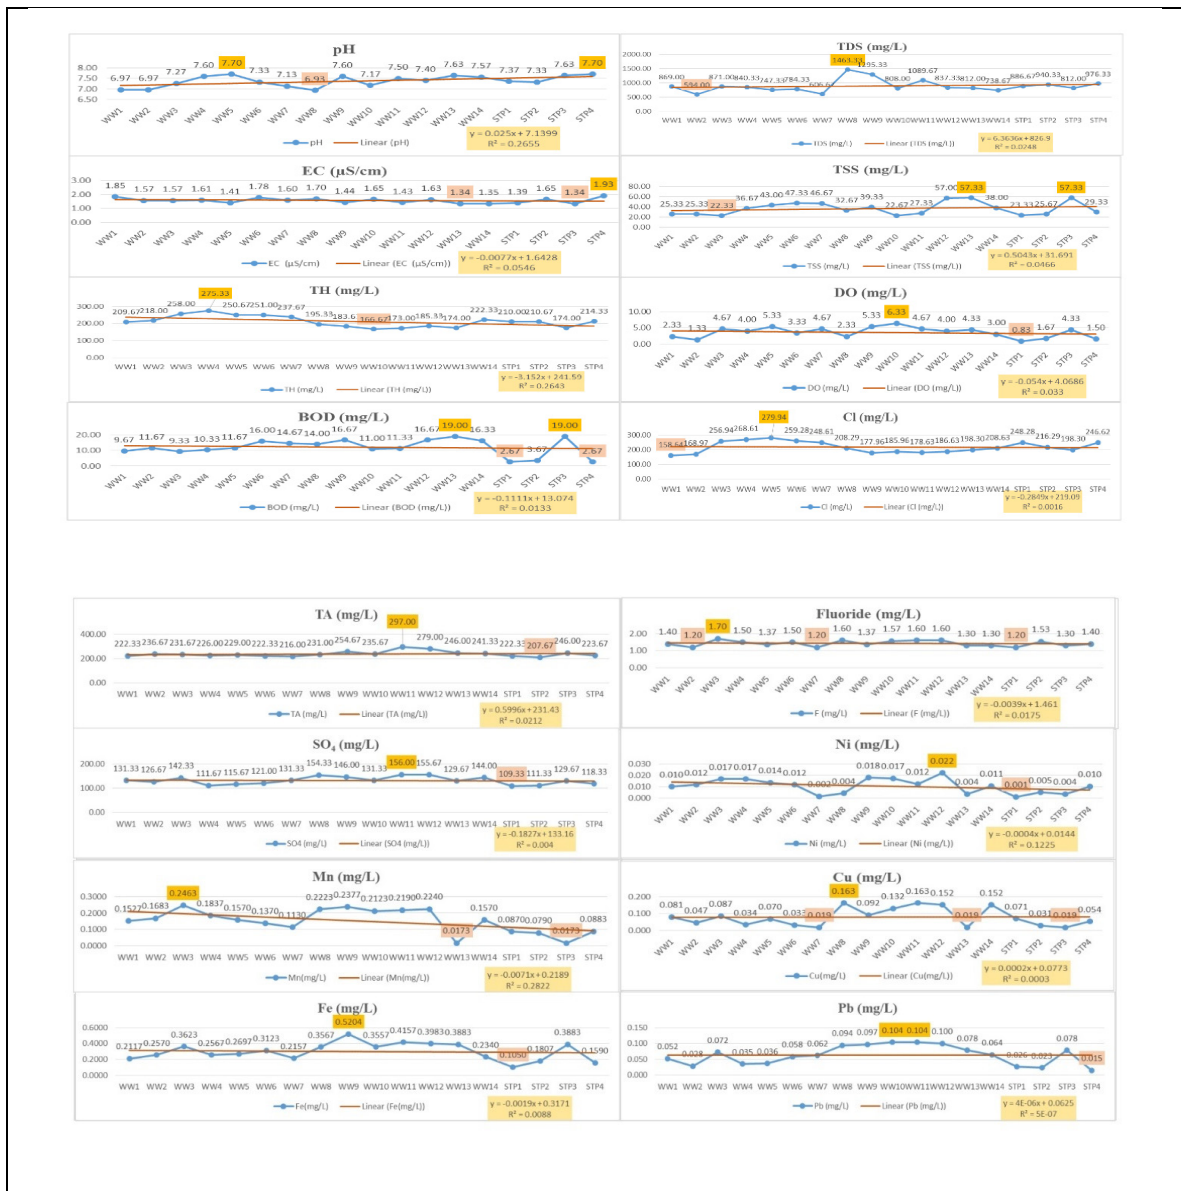 pH
7.70
7.70
7.60
7.60
7.63
7.57
7.63
7.50
7.40
7.37
7.33
7.33
7.27
7.13
7.17
6.97
6.97
6.93
8.00
7.50
7.00
6.50
WW1 WW2 WW3 WW4 WW5 WW6 WW7 WW8 WW9 WW10 WW11 WW12 WW13 WW14 STP1 STP2 STP3 STP4
pH Linear (pH)
y = 0.025x + 7.1399
R² = 0.2655
TDS (mg/L)
2000.00
1500.00
1000.00
500.00
0.00
869.00 534.00 871.00 840.33 747.33 784.33 1463.33 1295.33 808.00 1089.67 837.33 812.00 738.67 886.67 940.33 812.00 976.33
WW1 WW2 WW3 WW4 WW5 WW6 WW7 WW8 WW9 WW10 WW11 WW12 WW13 WW14 STP1 STP2 STP3 STP4
TDS (mg/L) Linear (TDS (mg/L))
y = 6.3636x + 826.9
R² = 0.0248
EC (µS/cm)
3.00
2.00
1.00
0.00
1.85 1.57 1.57 1.61 1.41 1.78 1.60 1.70 1.44 1.65 1.43 1.63 1.34 1.35 1.39 1.65 1.34 1.93
WW1 WW2 WW3 WW4 WW5 WW6 WW7 WW8 WW9 WW10 WW11 WW12 WW13 WW14 STP1 STP2 STP3 STP4
EC (µS/cm) Linear (EC (µS/cm))
y = -0.0077x + 1.6428
R² = 0.0546
TSS (mg/L)
80.00
60.00
40.00
20.00
0.00
25.33 25.33 22.33 36.67 43.00 47.33 46.67 32.67 39.33 22.67 27.33 57.00 57.33 38.00 23.33 25.67 57.33 29.33
WW1 WW2 WW3 WW4 WW5 WW6 WW7 WW8 WW9 WW10 WW11 WW12 WW13 WW14 STP1 STP2 STP3 STP4
TSS (mg/L) Linear (TSS (mg/L))
y = 0.5043x + 31.691
R² = 0.0466
TH (mg/L)
300.00
200.00
100.00
0.00
209.67 218.00 258.00 275.33 250.67 251.00 237.67 195.33 183.6 166.67 173.00 185.33 174.00 222.33 210.00 210.67 174.00 214.33
WW1 WW2 WW3 WW4 WW5 WW6 WW7 WW8 WW9 WW10 WW11 WW12 WW13 WW14 STP1 STP2 STP3 STP4
TH (mg/L) Linear (TH (mg/L))
y = -3.152x + 241.59
R² = 0.2643
DO (mg/L)
10.00
5.00
0.00
2.33 1.33 4.67 4.00 5.33 3.33 4.67 2.33 5.33 6.33 4.67 4.00 4.33 3.00 0.83 1.67 4.33 1.50
WW1 WW2 WW3 WW4 WW5 WW6 WW7 WW8 WW9 WW10 WW11 WW12 WW13 WW14 STP1 STP2 STP3 STP4
DO (mg/L) Linear (DO (mg/L))
y = -0.054x + 4.0686
R² = 0.033
BOD (mg/L)
20.00
10.00
0.00
9.67 11.67 9.33 10.33 11.67 16.00 14.67 14.00 16.67 11.00 11.33 16.67 19.00 16.33 2.67 3.67 19.00 2.67
WW1 WW2 WW3 WW4 WW5 WW6 WW7 WW8 WW9 WW10 WW11 WW12 WW13 WW14 STP1 STP2 STP3 STP4
BOD (mg/L) Linear (BOD (mg/L))
y = -0.1111x + 13.074
R² = 0.0133
Cl (mg/L)
300.00
200.00
100.00
0.00
158.64 168.97 256.94 268.61 279.94 259.28 248.61 208.29 177.96 185.96 178.63 186.63 198.30 208.63 248.28 216.29 198.30 246.62
WW1 WW2 WW3 WW4 WW5 WW6 WW7 WW8 WW9 WW10 WW11 WW12 WW13 WW14 STP1 STP2 STP3 STP4
Cl (mg/L) Linear (Cl (mg/L))
y = -0.2849x + 219.09
R² = 0.0016
TA (mg/L)
400.00
200.00
0.00
222.33 236.67 231.67 226.00 229.00 222.33 216.00 231.00 254.67 235.67 297.00 279.00 246.00 241.33 222.33 207.67 246.00 223.67
WW1 WW2 WW3 WW4 WW5 WW6 WW7 WW8 WW9 WW10 WW11 WW12 WW13 WW14 STP1 STP2 STP3 STP4
TA (mg/L) Linear (TA (mg/L))
y = 0.5996x + 231.43
R² = 0.0212
Fluoride (mg/L)
2.00
1.00
0.00
1.40 1.20 1.70 1.50 1.37 1.50 1.20 1.60 1.37 1.57 1.60 1.60 1.30 1.30 1.20 1.53 1.30 1.40
WW1 WW2 WW3 WW4 WW5 WW6 WW7 WW8 WW9 WW10 WW11 WW12 WW13 WW14 STP1 STP2 STP3 STP4
F (mg/L) Linear (F (mg/L))
y = -0.0039x + 1.461
R² = 0.0175
SO₄ (mg/L)
200.00
100.00
0.00
131.33 126.67 142.33 111.67 115.67 121.00 131.33 154.33 146.00 131.33 156.00 155.67 129.67 144.00 109.33 111.33 129.67 118.33
WW1 WW2 WW3 WW4 WW5 WW6 WW7 WW8 WW9 WW10 WW11 WW12 WW13 WW14 STP1 STP2 STP3 STP4
SO4 (mg/L) Linear (SO4 (mg/L))
y = -0.1827x + 133.16
R² = 0.004
Ni (mg/L)
0.030
0.020
0.010
0.000
0.010 0.012 0.017 0.017 0.014 0.012 0.002 0.004 0.018 0.017 0.012 0.022 0.004 0.011 0.001 0.005 0.004 0.010
WW1 WW2 WW3 WW4 WW5 WW6 WW7 WW8 WW9 WW10 WW11 WW12 WW13 WW14 STP1 STP2 STP3 STP4
Ni (mg/L) Linear (Ni (mg/L))
y = -0.0004x + 0.0144
R² = 0.1225
Mn (mg/L)
0.3000
0.2000
0.1000
0.0000
0.1527 0.1683 0.2463 0.1837 0.1570 0.1370 0.1130 0.2223 0.2377 0.2123 0.2190 0.2240 0.0173 0.1570 0.0870 0.0790 0.0173 0.0883
WW1 WW2 WW3 WW4 WW5 WW6 WW7 WW8 WW9 WW10 WW11 WW12 WW13 WW14 STP1 STP2 STP3 STP4
Mn(mg/L) Linear (Mn(mg/L))
y = -0.0071x + 0.2189
R² = 0.2822
Cu (mg/L)
0.200
0.100
0.000
0.081 0.047 0.087 0.034 0.070 0.033 0.019 0.163 0.092 0.132 0.163 0.152 0.019 0.152 0.071 0.031 0.019 0.054
WW1 WW2 WW3 WW4 WW5 WW6 WW7 WW8 WW9 WW10 WW11 WW12 WW13 WW14 STP1 STP2 STP3 STP4
Cu(mg/L) Linear (Cu(mg/L))
y = 0.0002x + 0.0773
R² = 0.0003
Fe (mg/L)
0.6000
0.4000
0.2000
0.0000
0.2117 0.2570 0.3623 0.2567 0.2697 0.3123 0.2157 0.3567 0.5204 0.3557 0.4157 0.3983 0.3883 0.2340 0.1050 0.1807 0.3883 0.1590
WW1 WW2 WW3 WW4 WW5 WW6 WW7 WW8 WW9 WW10 WW11 WW12 WW13 WW14 STP1 STP2 STP3 STP4
Fe(mg/L) Linear (Fe(mg/L))
y = -0.0019x + 0.3171
R² = 0.0088
Pb (mg/L)
0.150
0.100
0.050
0.000
0.052 0.028 0.072 0.035 0.036 0.058 0.062 0.094 0.097 0.104 0.104 0.100 0.078 0.064 0.026 0.023 0.078 0.015
WW1 WW2 WW3 WW4 WW5 WW6 WW7 WW8 WW9 WW10 WW11 WW12 WW13 WW14 STP1 STP2 STP3 STP4
Pb (mg/L) Linear (Pb (mg/L))
y = 4E-06x + 0.0625
R² = 5E-07